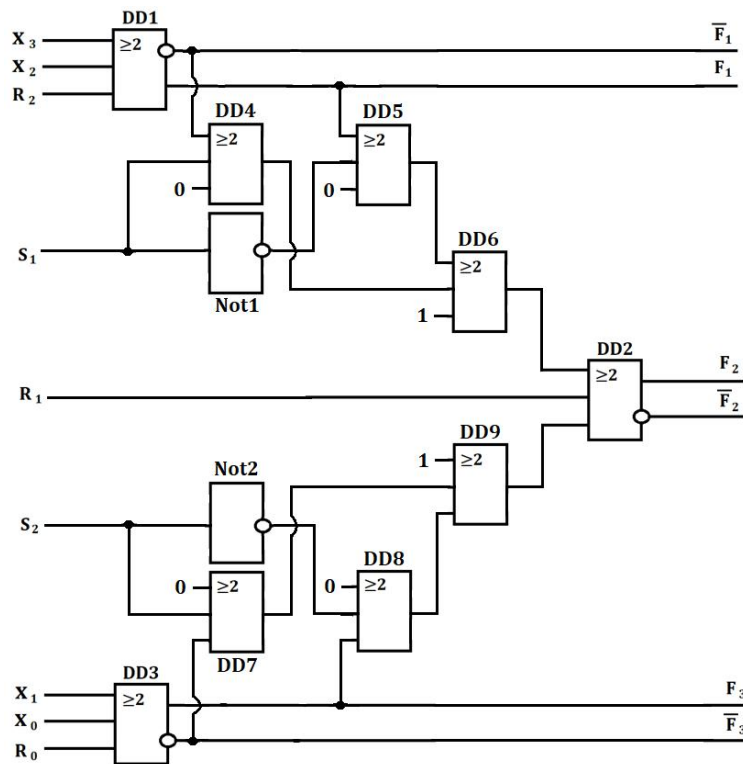 DD1
X₃
≥2
F̅₁
X₂
F₁
R₂
DD4
DD5
≥2
≥2
0
0
S₁
DD6
≥2
Not1
1
DD2
F₂
≥2
R₁
F̅₂
DD9
Not2
1
≥2
S₂
DD8
0
≥2
0
≥2
DD7
DD3
X₁
≥2
F₃
X₀
F̅₃
R₀